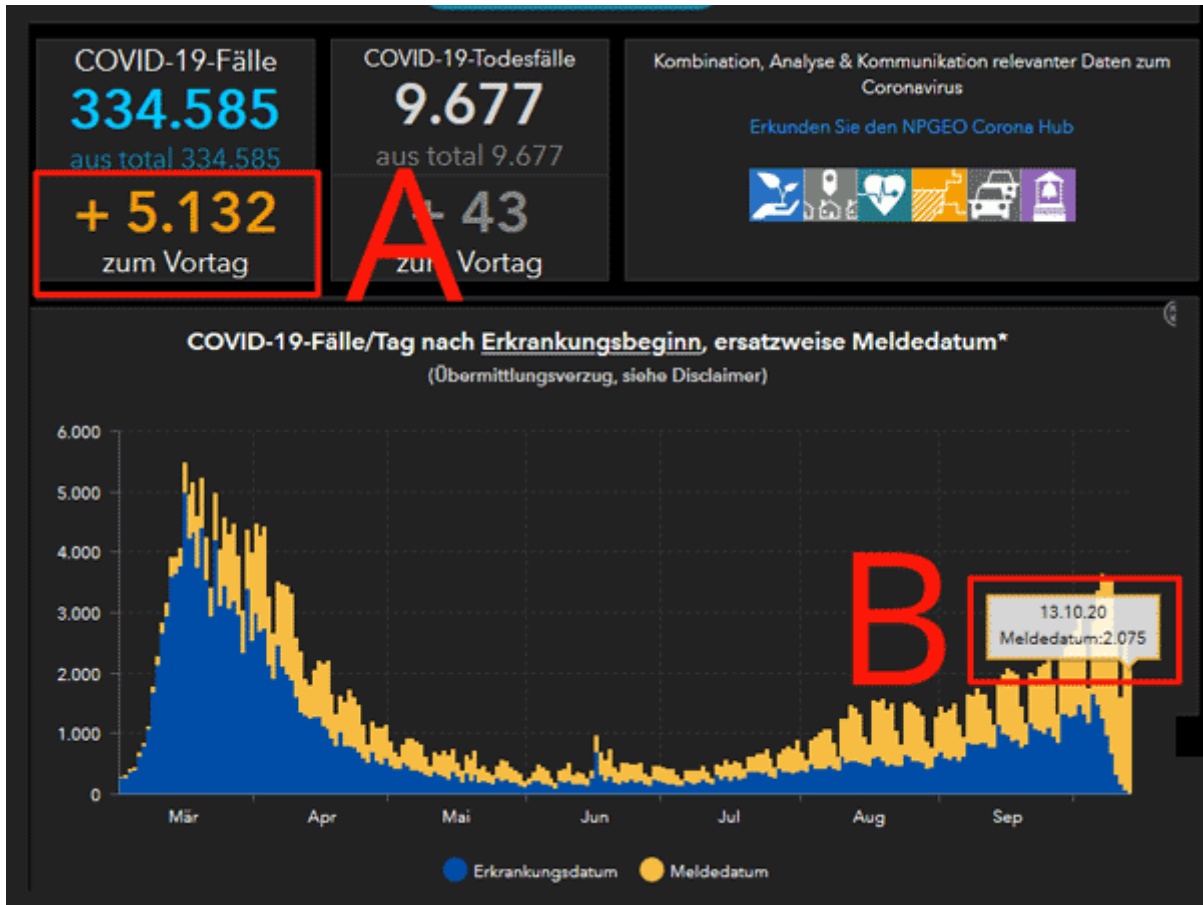 COVID-19-Fälle
334.585
aus total 334.585
+ 5.132
zum Vortag
COVID-19-Todesfälle
9.677
aus total 9.677
+ 43
zum Vortag
A
Kombination, Analyse & Kommunikation relevanter Daten zum
Coronavirus
Erkunden Sie den NPGEO Corona Hub
COVID-19-Fälle/Tag nach Erkrankungsbeginn, ersatzweise Meldedatum*
(Übermittlungsverzug, siehe Disclaimer)
6.000
5.000
4.000
3.000
2.000
1.000
0
B
13.10.20
Meldedatum:2.075
Mär Apr Mai Jun Jul Aug Sep
Erkrankungsdatum Meldedatum